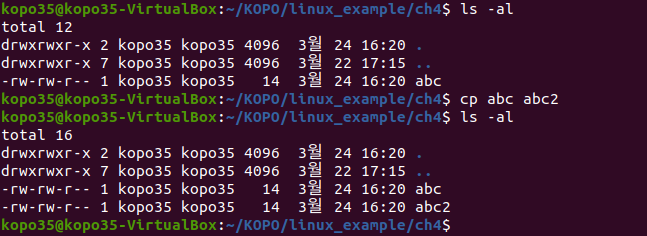 kopo35@kopo35-VirtualBox:~/KOPO/linux_example/ch4$ ls -al
total 12
drwxrwxr-x 2 kopo35 kopo35 4096  3월 24 16:20 .
drwxrwxr-x 7 kopo35 kopo35 4096  3월 22 17:15 ..
-rw-rw-r-- 1 kopo35 kopo35   14  3월 24 16:20 abc
kopo35@kopo35-VirtualBox:~/KOPO/linux_example/ch4$ cp abc abc2
kopo35@kopo35-VirtualBox:~/KOPO/linux_example/ch4$ ls -al
total 16
drwxrwxr-x 2 kopo35 kopo35 4096  3월 24 16:20 .
drwxrwxr-x 7 kopo35 kopo35 4096  3월 22 17:15 ..
-rw-rw-r-- 1 kopo35 kopo35   14  3월 24 16:20 abc
-rw-rw-r-- 1 kopo35 kopo35   14  3월 24 16:20 abc2
kopo35@kopo35-VirtualBox:~/KOPO/linux_example/ch4$